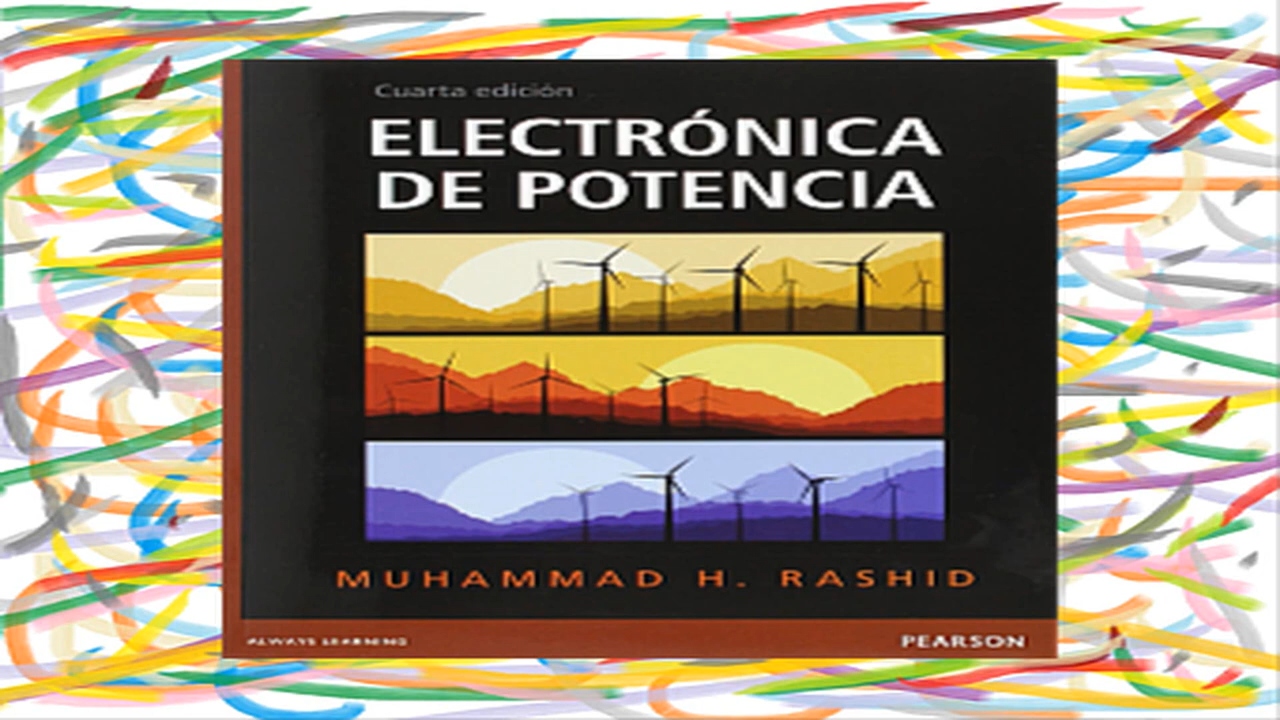 Cuarta edición
ELECTRÓNICA
DE POTENCIA
MUHAMMAD H. RASHID
ALWAYS LEARNING
PEARSON